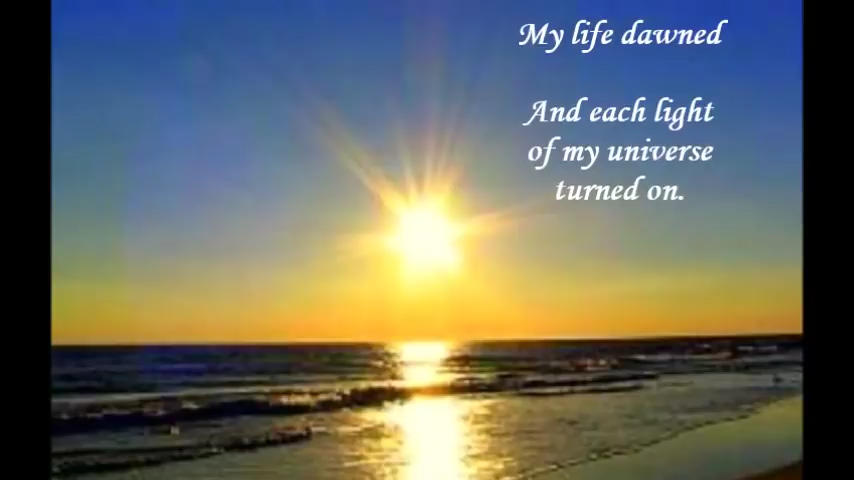 My life dawned
And each light
of my universe
turned on.